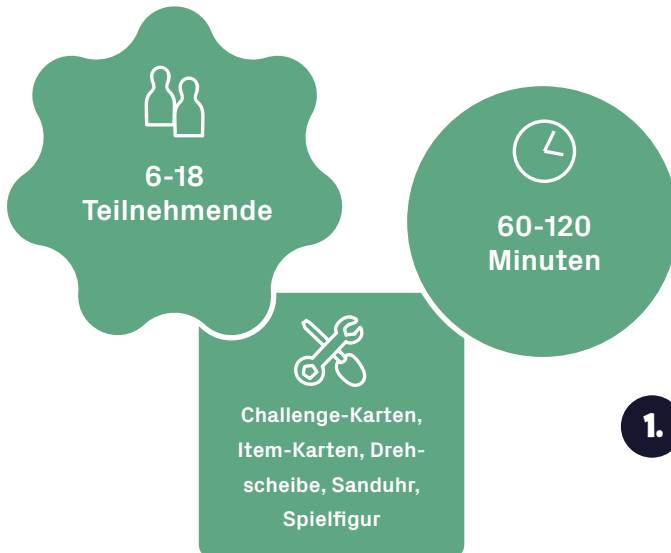 6-18
Teilnehmende
60-120
Minuten
Challenge-Karten,
Item-Karten, Dreh-
scheibe, Sanduhr,
Spielfigur
1.